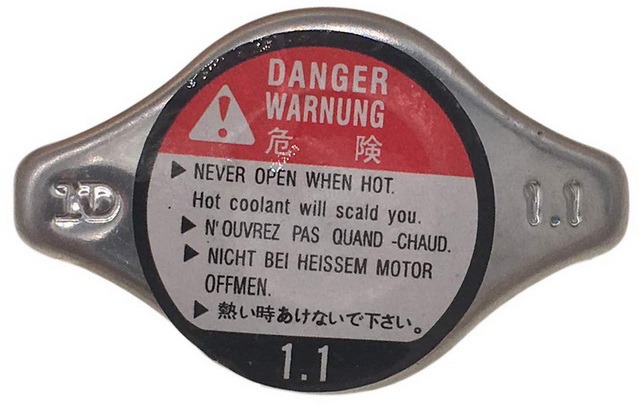 DANGER
WARNUNG
危 険
▶ NEVER OPEN WHEN HOT.
Hot coolant will scald you.
▶ N'OUVREZ PAS QUAND -CHAUD.
▶ NICHT BEI HEISSEM MOTOR
OFFMEN.
▶ 熱い時あけないで下さい。
1.1
ND
1.1